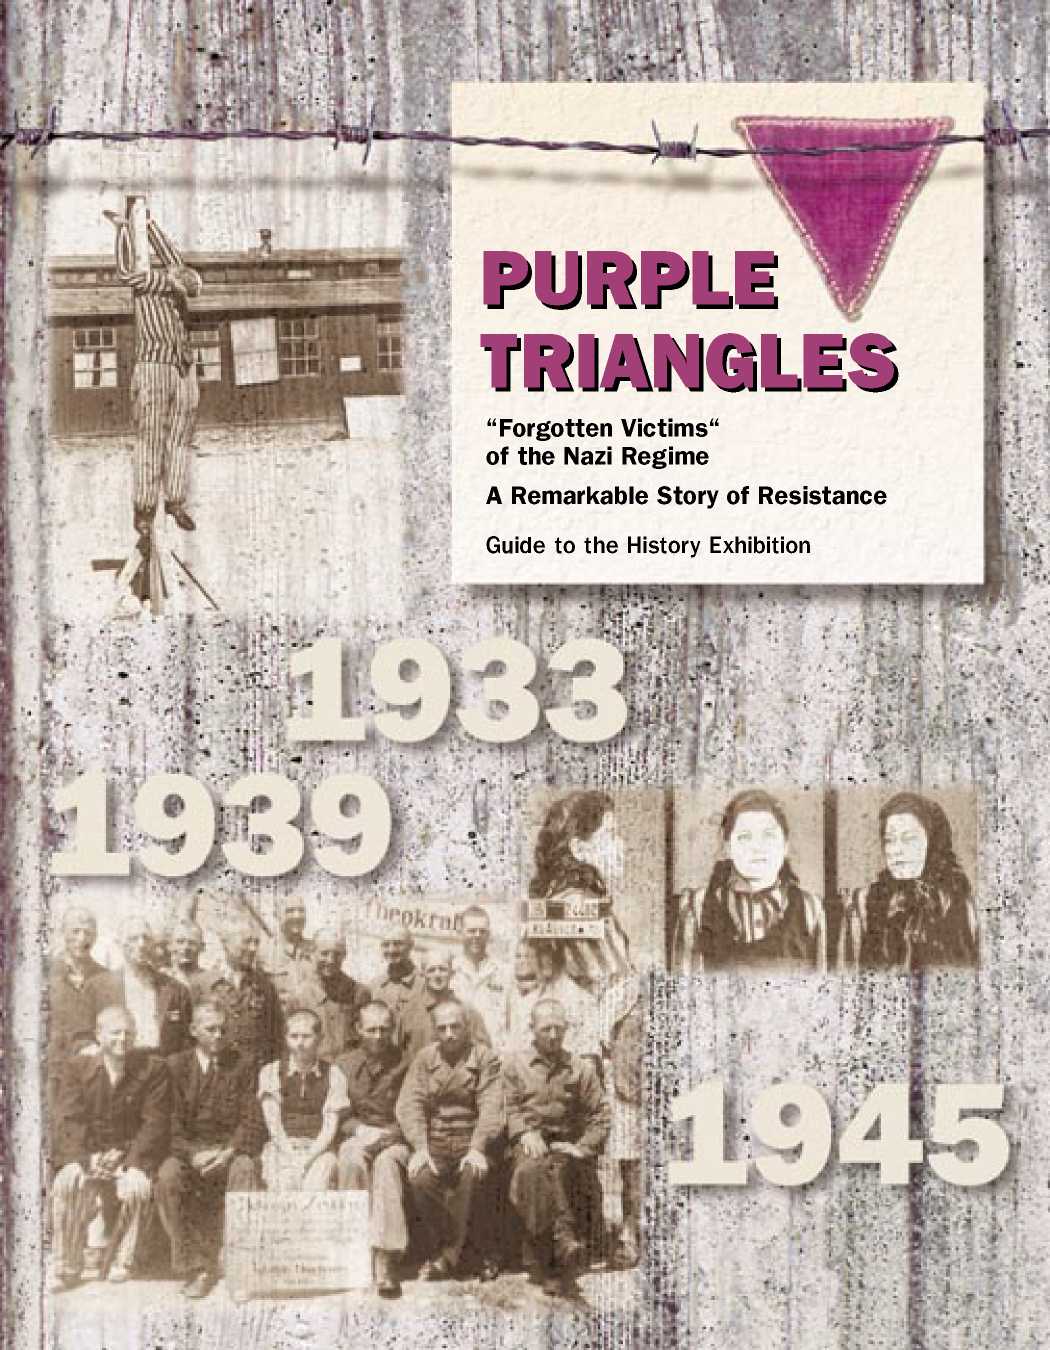 PURPLE
TRIANGLES
“Forgotten Victims“
of the Nazi Regime
A Remarkable Story of Resistance
Guide to the History Exhibition
1933
1939
Theokrat
1945